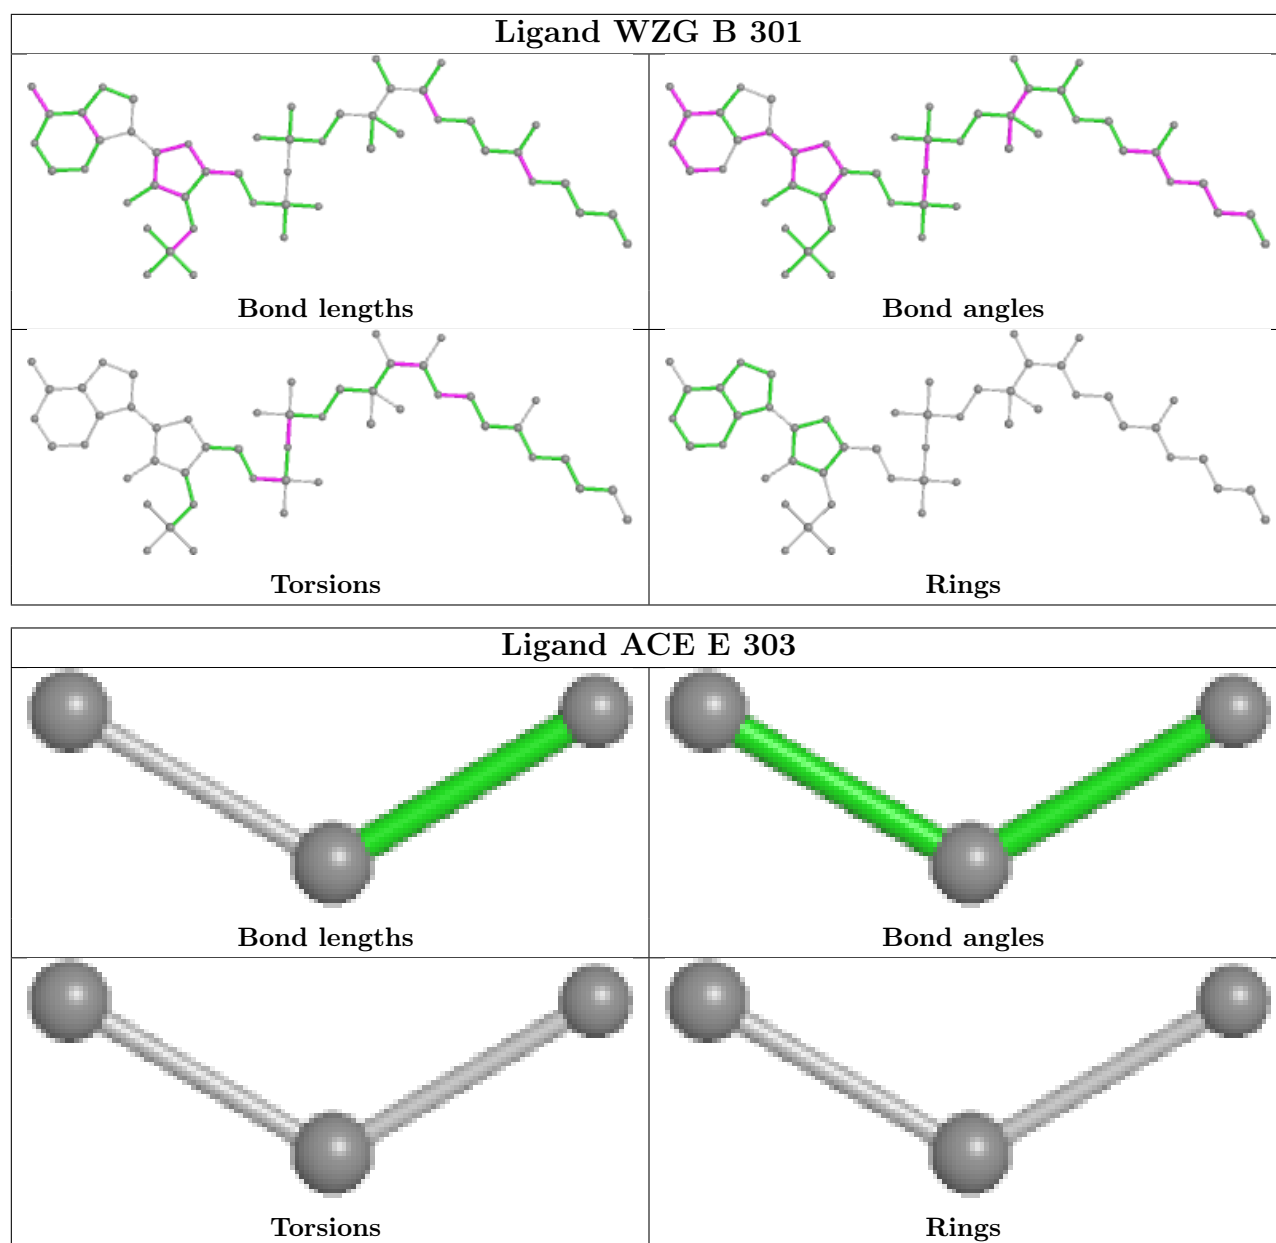 Ligand WZG B 301
Bond lengths
Bond angles
Torsions
Rings
Ligand ACE E 303
Bond lengths
Bond angles
Torsions
Rings